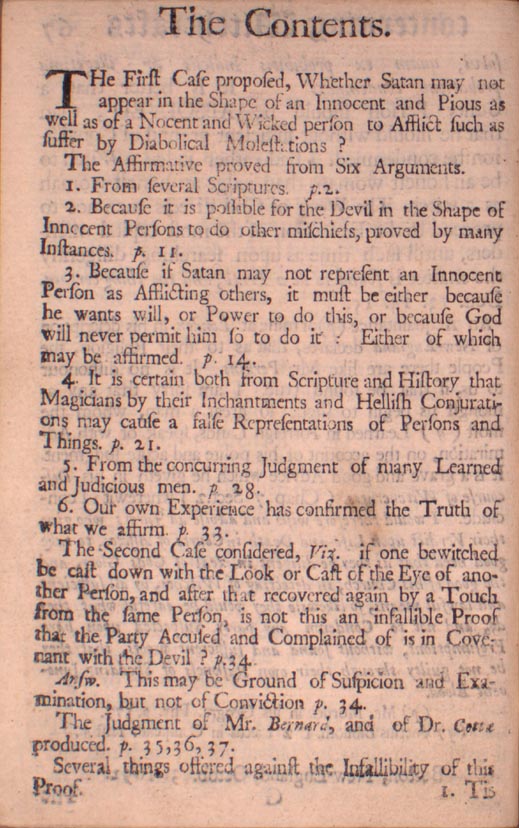 The Contents.
THe Firſt Caſe propoſed, Whether Satan may not
appear in the Shape of an Innocent and Pious as
well as of a Nocent and Wicked perſon to Afflict ſuch as
ſuffer by Diabolical Moleſtations ?
The Affirmative proved from Six Arguments.
1. From ſeveral Scriptures. p.2.
2. Becauſe it is poſſible for the Devil in the Shape of
Innocent Perſons to do other miſchiefs, proved by many
Inſtances. p. 11.
3. Becauſe if Satan may not repreſent an Innocent
Perſon as Afflicting others, it muſt be either becauſe
he wants will, or Power to do this, or becauſe God
will never permit him ſo to do it : Either of which
may be affirmed. p. 14.
4. It is certain both from Scripture and Hiſtory that
Magicians by their Inchantments and Helliſh Conjurati-
ons may cauſe a falſe Repreſentations of Perſons and
Things. p. 21.
5. From the concurring Judgment of many Learned
and Judicious men. p. 28.
6. Our own Experience has confirmed the Truth of
what we affirm. p. 33.
The Second Caſe conſidered, Viz. if one bewitched
be caſt down with the Look or Caſt of the Eye of ano-
ther Perſon, and after that recovered again by a Touch
from the ſame Perſon, is not this an infallible Proof
that the Party Accuſed and Complained of is in Cove-
nant with the Devil ? p.34.
Anſw. This may be Ground of Suſpicion and Exa-
mination, but not of Conviction p. 34.
The Judgment of Mr. Bernard, and of Dr. Cotta
produced. p. 35,36,37.
Several things offered againſt the Infallibility of this
Proof. 1. Tis